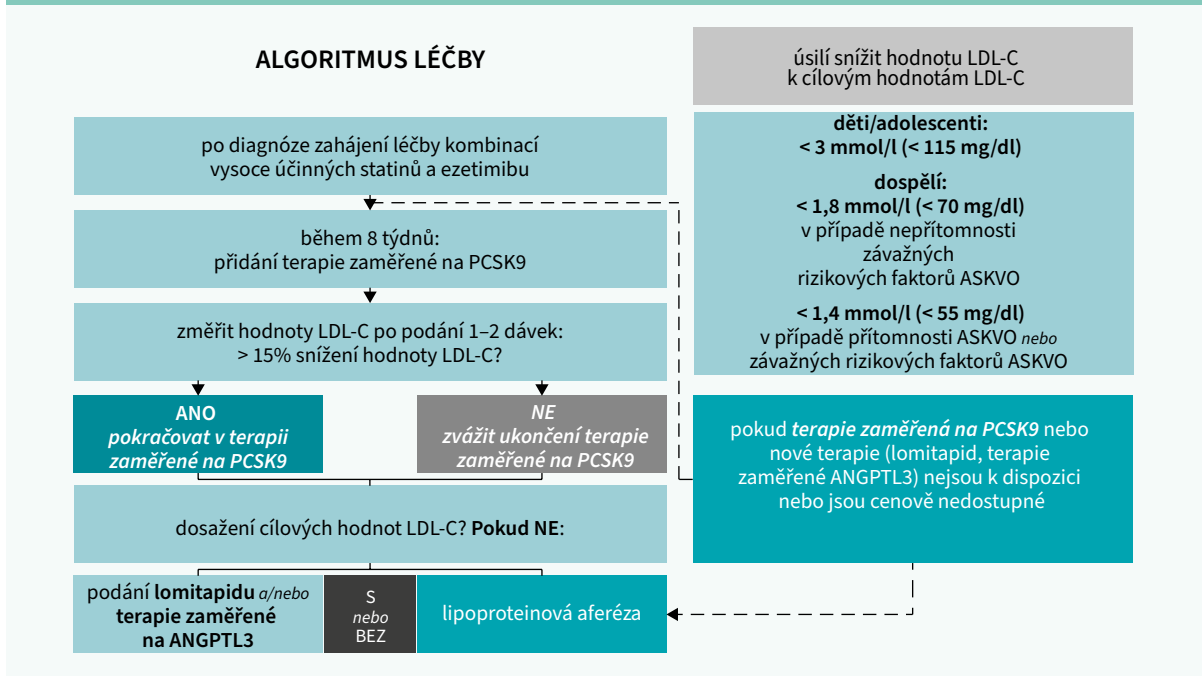 ALGORITMUS LÉČBY
po diagnóze zahájení léčby kombinací
vysoce účinných statinů a ezetimibu
během 8 týdnů:
přidání terapie zaměřené na PCSK9
změřit hodnoty LDL-C po podání 1–2 dávek:
> 15% snížení hodnoty LDL-C?
ANO
pokračovat v terapii
zaměřené na PCSK9
NE
zvážit ukončení terapie
zaměřené na PCSK9
dosažení cílových hodnot LDL-C? Pokud NE:
podání lomitapidu a/nebo
terapie zaměřené
na ANGPTL3
S
nebo
BEZ
lipoproteinová aferéza
úsilí snížit hodnotu LDL-C
k cílovým hodnotám LDL-C
děti/adolescenti:
< 3 mmol/l (< 115 mg/dl)
dospělí:
< 1,8 mmol/l (< 70 mg/dl)
v případě nepřítomnosti
závažných
rizikových faktorů ASKVO
< 1,4 mmol/l (< 55 mg/dl)
v případě přítomnosti ASKVO nebo
závažných rizikových faktorů ASKVO
pokud terapie zaměřená na PCSK9 nebo
nové terapie (lomitapid, terapie
zaměřené ANGPTL3) nejsou k dispozici
nebo jsou cenově nedostupné